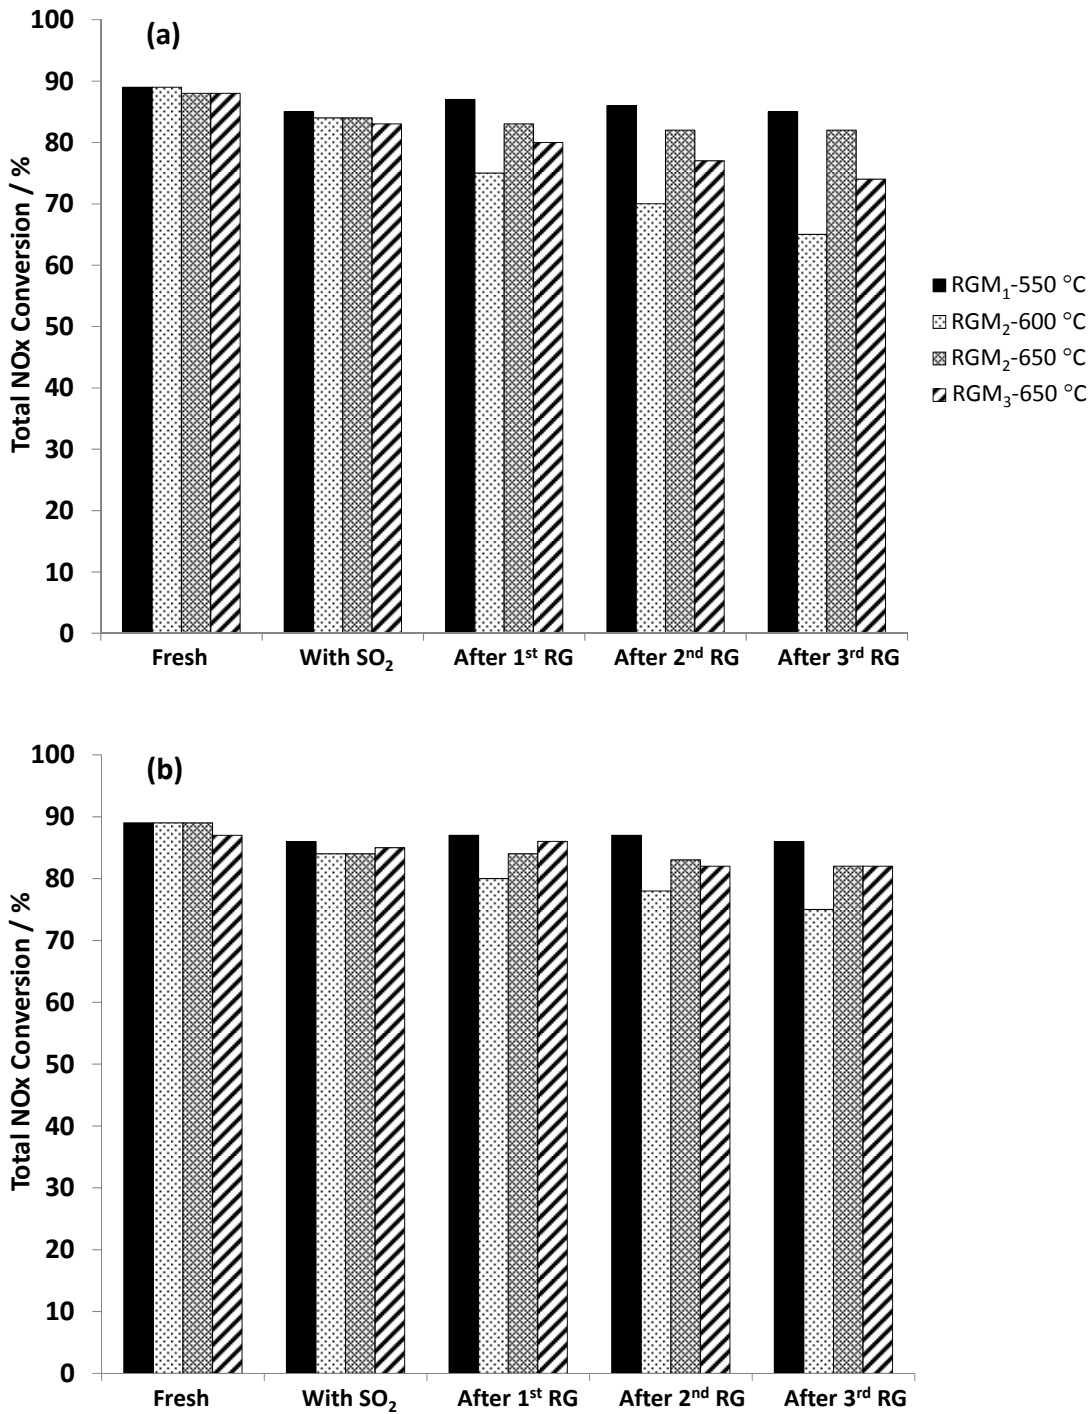 (a)
Total NOx Conversion / %
100
90
80
70
60
50
40
30
20
10
0
Fresh With SO₂ After 1ˢᵗ RG After 2ⁿᵈ RG After 3ʳᵈ RG
RGM₁-550 °C
RGM₂-600 °C
RGM₂-650 °C
RGM₃-650 °C
(b)
Total NOx Conversion / %
100
90
80
70
60
50
40
30
20
10
0
Fresh With SO₂ After 1ˢᵗ RG After 2ⁿᵈ RG After 3ʳᵈ RG